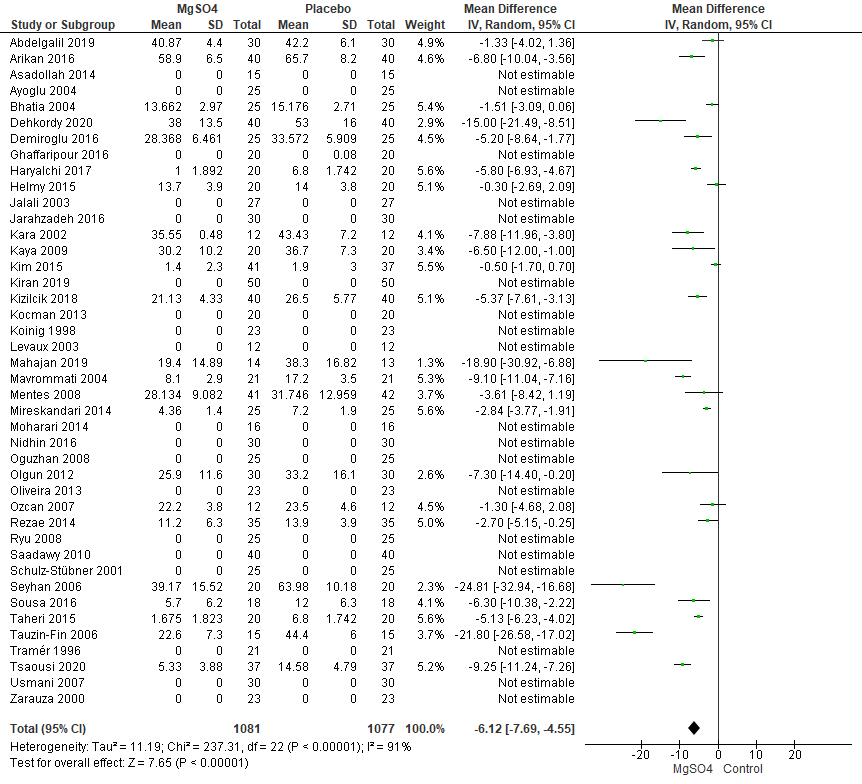 MgSO4 Placebo Mean Difference Mean Difference
Study or Subgroup Mean SD Total Mean SD Total Weight IV, Random, 95% CI IV, Random, 95% CI
Abdelgalil 2019 40.87 4.4 30 42.2 6.1 30 4.9% -1.33 [-4.02, 1.36]
Arikan 2016 58.9 6.5 40 65.7 8.2 40 4.6% -6.80 [-10.04, -3.56]
Asadollah 2014 0 0 15 0 0 15 Not estimable
Ayoglu 2004 0 0 25 0 0 25 Not estimable
Bhatia 2004 13.662 2.97 25 15.176 2.71 25 5.4% -1.51 [-3.09, 0.06]
Dehkordy 2020 38 13.5 40 53 16 40 2.9% -15.00 [-21.49, -8.51]
Demiroglu 2016 28.368 6.461 25 33.572 5.909 25 4.5% -5.20 [-8.64, -1.77]
Ghaffaripour 2016 0 0 20 0 0.08 20 Not estimable
Haryalchi 2017 1 1.892 20 6.8 1.742 20 5.6% -5.80 [-6.93, -4.67]
Helmy 2015 13.7 3.9 20 14 3.8 20 5.1% -0.30 [-2.69, 2.09]
Jalali 2003 0 0 27 0 0 27 Not estimable
Jarahzadeh 2016 0 0 30 0 0 30 Not estimable
Kara 2002 35.55 0.48 12 43.43 7.2 12 4.1% -7.88 [-11.96, -3.80]
Kaya 2009 30.2 10.2 20 36.7 7.3 20 3.4% -6.50 [-12.00, -1.00]
Kim 2015 1.4 2.3 41 1.9 3 37 5.5% -0.50 [-1.70, 0.70]
Kiran 2019 0 0 50 0 0 50 Not estimable
Kizilcik 2018 21.13 4.33 40 26.5 5.77 40 5.1% -5.37 [-7.61, -3.13]
Kocman 2013 0 0 20 0 0 20 Not estimable
Koinig 1998 0 0 23 0 0 23 Not estimable
Levaux 2003 0 0 12 0 0 12 Not estimable
Mahajan 2019 19.4 14.89 14 38.3 16.82 13 1.3% -18.90 [-30.92, -6.88]
Mavrommati 2004 8.1 2.9 21 17.2 3.5 21 5.3% -9.10 [-11.04, -7.16]
Mentes 2008 28.134 9.082 41 31.746 12.959 42 3.7% -3.61 [-8.42, 1.19]
Mireskandari 2014 4.36 1.4 25 7.2 1.9 25 5.6% -2.84 [-3.77, -1.91]
Moharari 2014 0 0 16 0 0 16 Not estimable
Nidhin 2016 0 0 30 0 0 30 Not estimable
Oguzhan 2008 0 0 25 0 0 25 Not estimable
Olgun 2012 25.9 11.6 30 33.2 16.1 30 2.6% -7.30 [-14.40, -0.20]
Oliveira 2013 0 0 23 0 0 23 Not estimable
Ozcan 2007 22.2 3.8 12 23.5 4.6 12 4.5% -1.30 [-4.68, 2.08]
Rezae 2014 11.2 6.3 35 13.9 3.9 35 5.0% -2.70 [-5.15, -0.25]
Ryu 2008 0 0 25 0 0 25 Not estimable
Saadawy 2010 0 0 40 0 0 40 Not estimable
Schulz-Stübner 2001 0 0 25 0 0 25 Not estimable
Seyhan 2006 39.17 15.52 20 63.98 10.18 20 2.3% -24.81 [-32.94, -16.68]
Sousa 2016 5.7 6.2 18 12 6.3 18 4.1% -6.30 [-10.38, -2.22]
Taheri 2015 1.675 1.823 20 6.8 1.742 20 5.6% -5.13 [-6.23, -4.02]
Tauzin-Fin 2006 22.6 7.3 15 44.4 6 15 3.7% -21.80 [-26.58, -17.02]
Tramér 1996 0 0 21 0 0 21 Not estimable
Tsaousi 2020 5.33 3.88 37 14.58 4.79 37 5.2% -9.25 [-11.24, -7.26]
Usmani 2007 0 0 30 0 0 30 Not estimable
Zarauza 2000 0 0 23 0 0 23 Not estimable
Total (95% CI) 1081 1077 100.0% -6.12 [-7.69, -4.55]
Heterogeneity: Tau² = 11.19; Chi² = 237.31, df = 22 (P < 0.00001); I² = 91%
Test for overall effect: Z = 7.65 (P < 0.00001)
-20 -10 0 10 20
MgSO4 Control